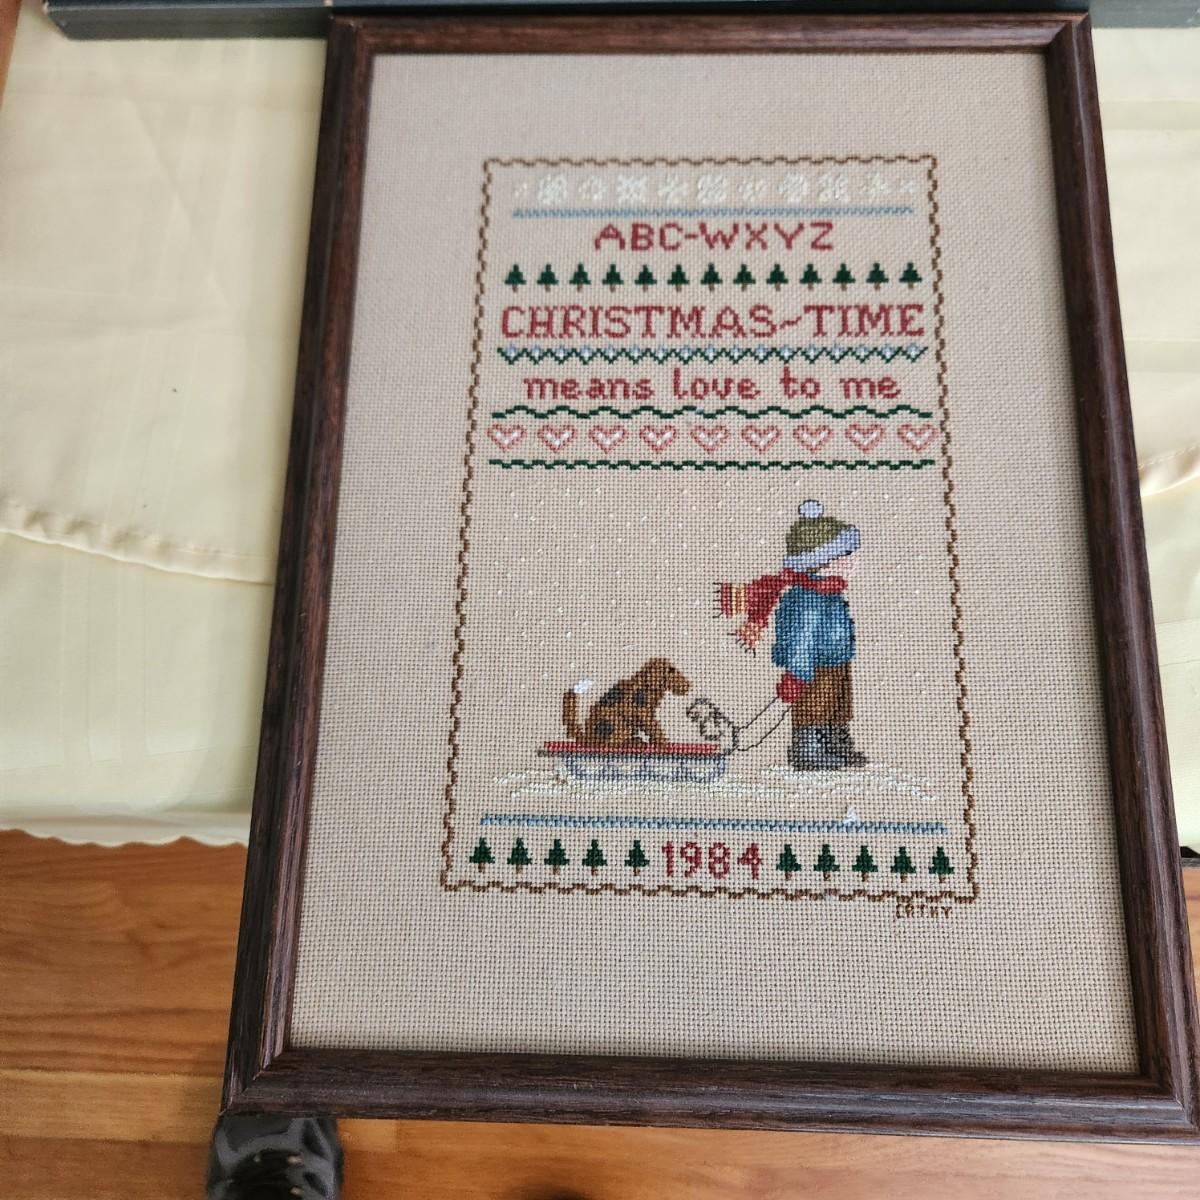 ABC-WXYZ
CHRISTMAS~TIME
means love to me
1984
CATHY